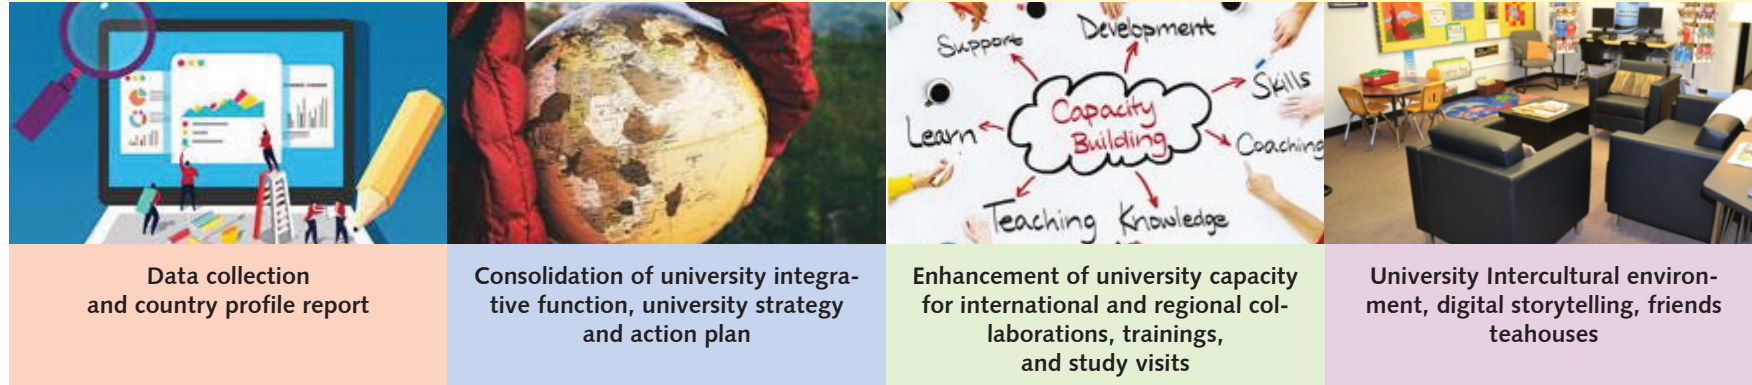 Support
Development
Skills
Capacity
Building
Learn
Coaching
Teaching Knowledge
Data collection
and country profile report
Consolidation of university integra-
tive function, university strategy
and action plan
Enhancement of university capacity
for international and regional col-
laborations, trainings,
and study visits
University Intercultural environ-
ment, digital storytelling, friends
teahouses